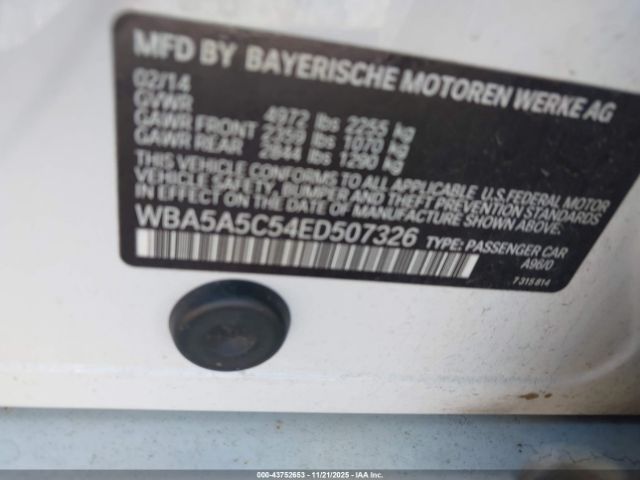 MFD BY BAYERISCHE MOTOREN WERKE AG
02/14
GVWR 4972 lbs 2255 kg
GAWR FRONT 2359 lbs 1070 kg
GAWR REAR 2844 lbs 1290 kg
THIS VEHICLE CONFORMS TO ALL APPLICABLE U.S. FEDERAL MOTOR
VEHICLE SAFETY, BUMPER AND THEFT PREVENTION STANDARDS
IN EFFECT ON THE DATE OF MANUFACTURE SHOWN ABOVE.
WBA5A5C54ED507326 TYPE: PASSENGER CAR
A96/0
7 315 814
000-43752653 11/21/2025 IAA Inc.